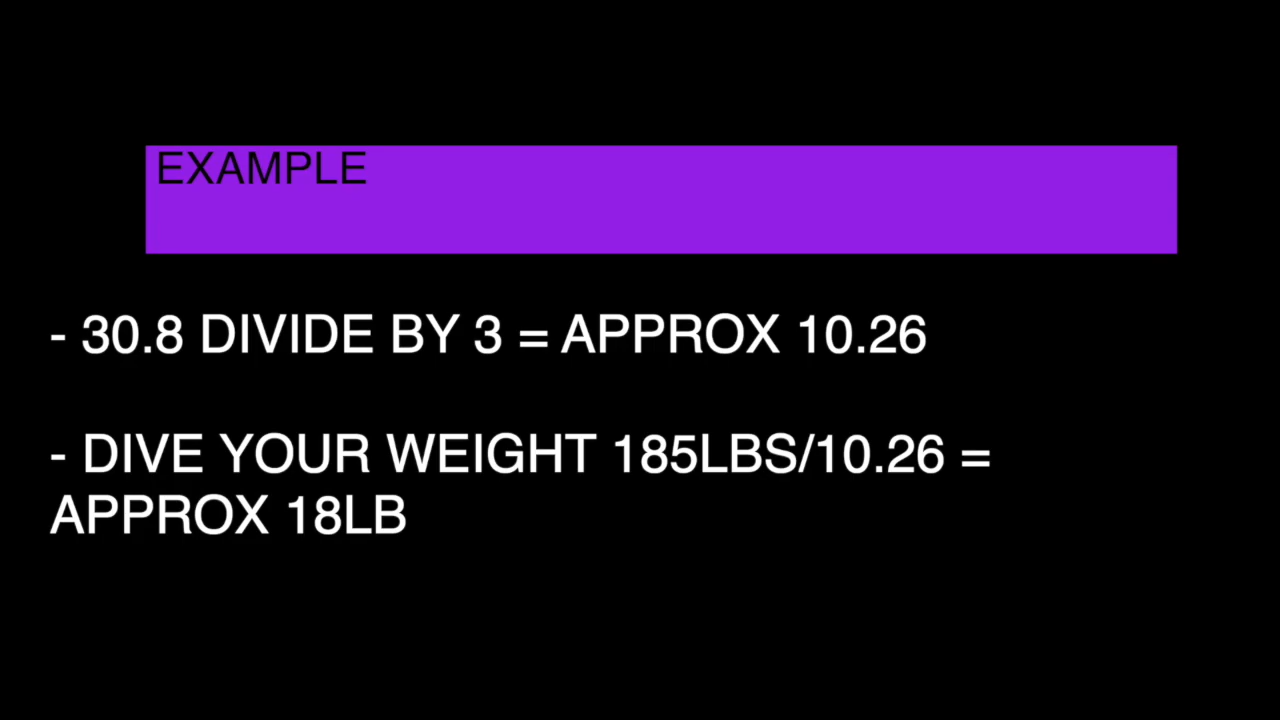 EXAMPLE
- 30.8 DIVIDE BY 3 = APPROX 10.26
- DIVE YOUR WEIGHT 185LBS/10.26 =
APPROX 18LB